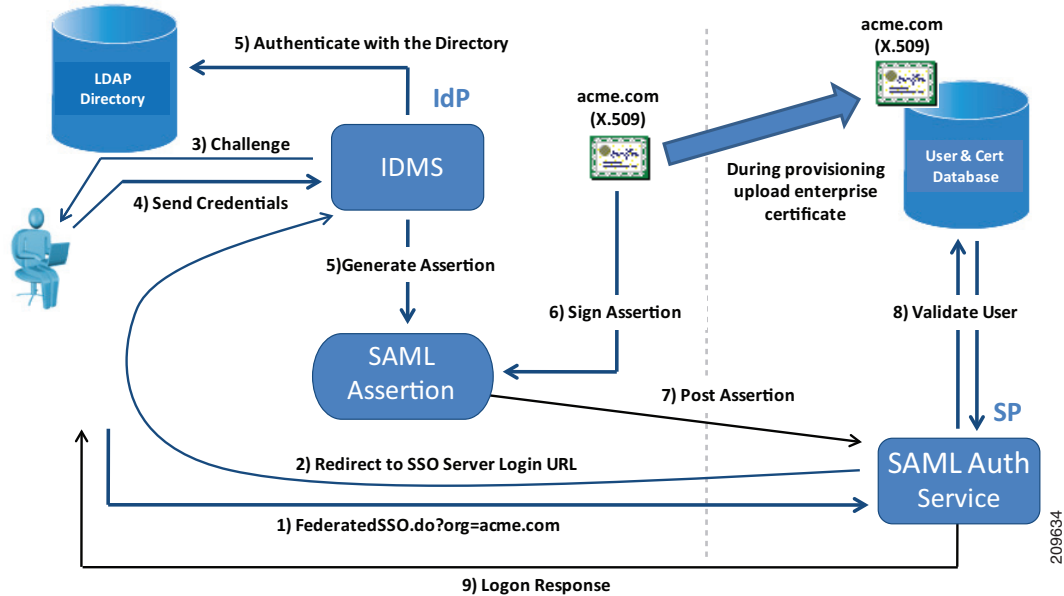 5) Authenticate with the Directory
LDAP
Directory
IdP
IDMS
3) Challenge
4) Send Credentials
5)Generate Assertion
SAML
Assertion
acme.com
(X.509)
6) Sign Assertion
acme.com
(X.509)
During provisioning
upload enterprise
certificate
User & Cert
Database
8) Validate User
7) Post Assertion
SP
SAML Auth
Service
2) Redirect to SSO Server Login URL
1) FederatedSSO.do?org=acme.com
9) Logon Response
209634